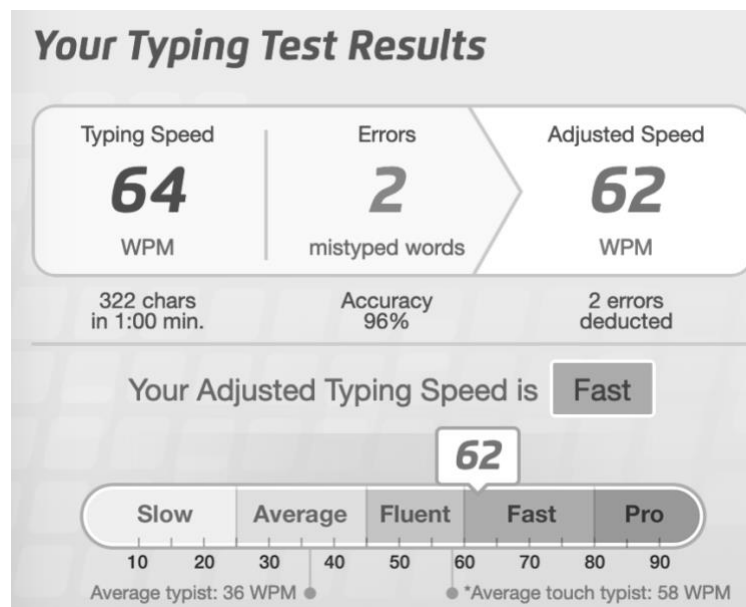 Your Typing Test Results
Typing Speed Errors Adjusted Speed
64 2 62
WPM mistyped words WPM
322 chars Accuracy 2 errors
in 1:00 min. 96% deducted
Your Adjusted Typing Speed is Fast
62
Slow Average Fluent Fast Pro
10 20 30 40 50 60 70 80 90
Average typist: 36 WPM *Average touch typist: 58 WPM